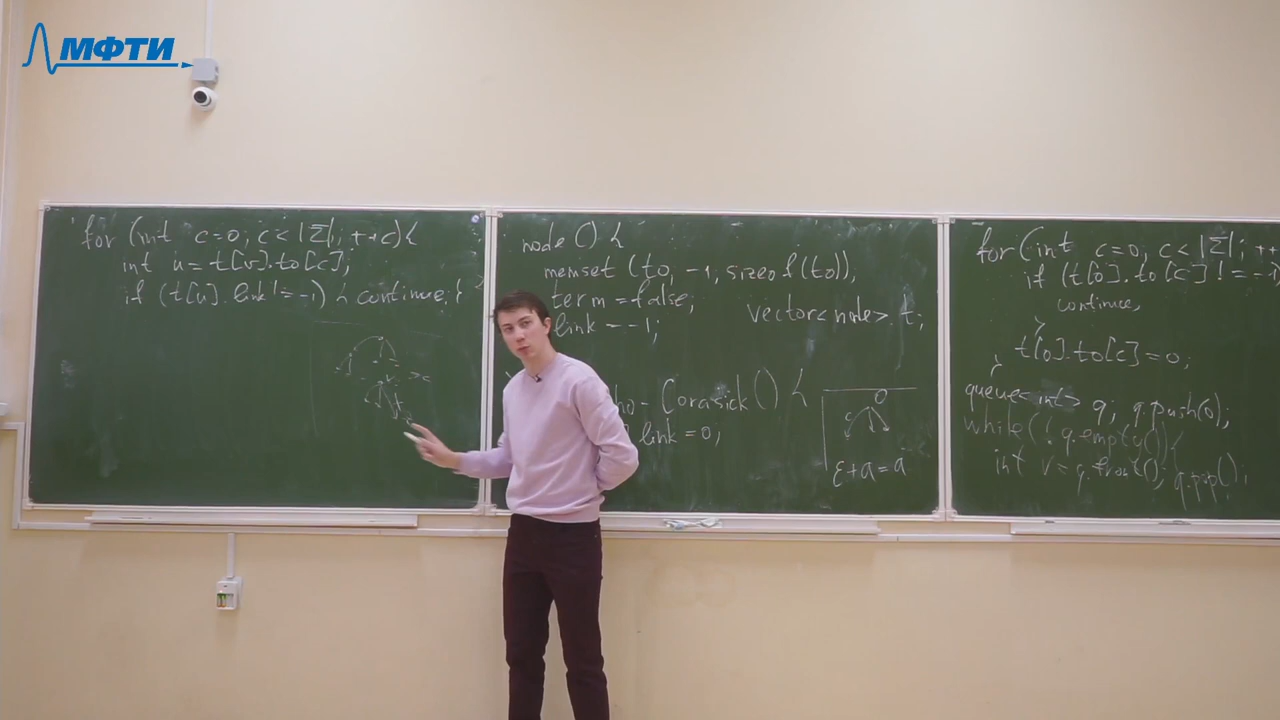 МФТИ
for (int c=0; c<|Σ|; ++c){
int u = t[v].to[c];
if (t[u].link != -1) { continue; }
node () {
memset (to, -1, sizeof(to));
term = false;
link = -1;
vector<node> t;
ho-Corasick() {
link = 0;
0
ε+a=a
for (int c=0; c<|Σ|; ++
if (t[0].to[c] != -1)
continue;
}
t[0].to[c]=0;
}
queue<int> q; q.push(0);
while (!q.empty()){
int v = q.front(); q.pop();